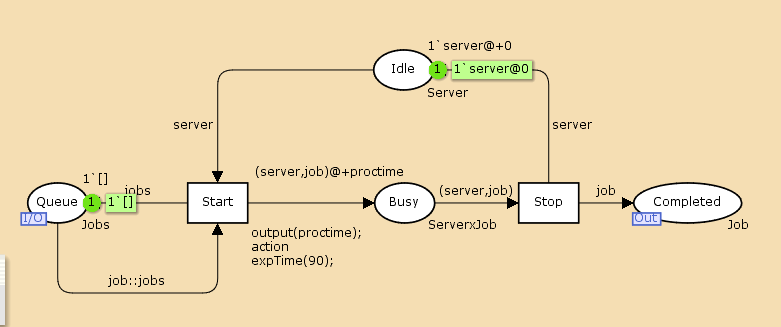 1`server@+0
Idle
1
1`server@0
Server
server
server
(server,job)@+proctime
1`[]
jobs
(server,job)
job
Queue
1
1`[]
Start
Busy
Stop
Completed
I/O
Out
Jobs
ServerxJob
Job
output(proctime);
action
expTime(90);
job::jobs